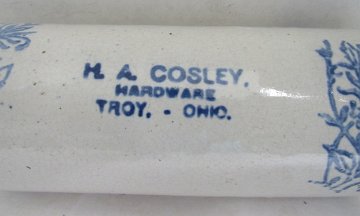 H. A. COSLEY,
HARDWARE
TROY, - OHIO.